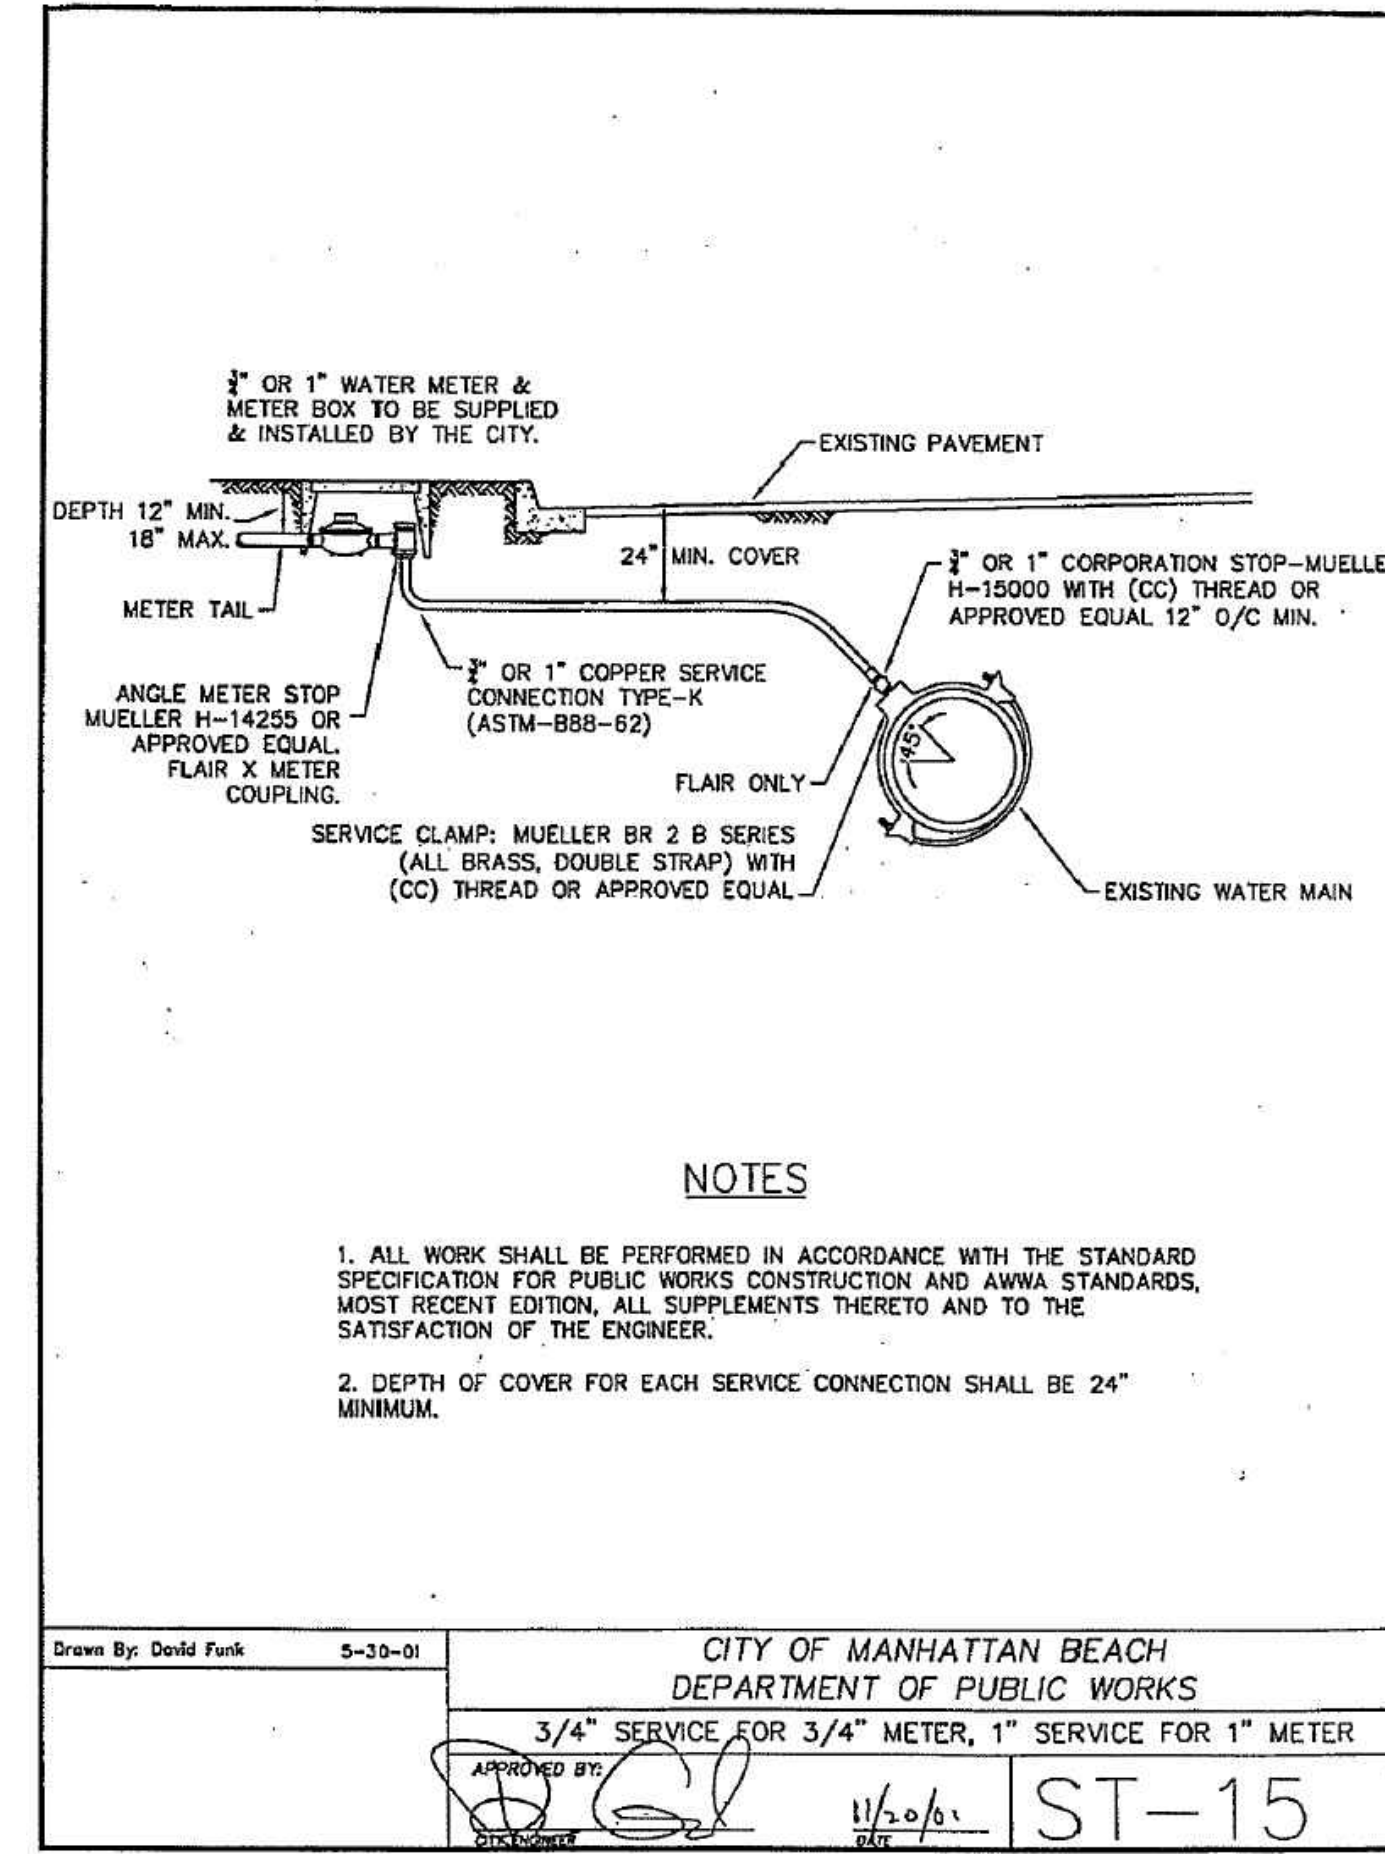 ¾" OR 1" WATER METER &
METER BOX TO BE SUPPLIED
& INSTALLED BY THE CITY.
EXISTING PAVEMENT
DEPTH 12" MIN.
18" MAX.
24" MIN. COVER
¾" OR 1" CORPORATION STOP-MUELLE
H-15000 WITH (CC) THREAD OR
APPROVED EQUAL 12" O/C MIN.
METER TAIL
¾" OR 1" COPPER SERVICE
CONNECTION TYPE-K
(ASTM-B88-62)
ANGLE METER STOP
MUELLER H-14255 OR
APPROVED EQUAL.
FLAIR X METER
COUPLING.
45°
FLAIR ONLY
SERVICE CLAMP: MUELLER BR 2 B SERIES
(ALL BRASS, DOUBLE STRAP) WITH
(CC) THREAD OR APPROVED EQUAL
EXISTING WATER MAIN
NOTES
1. ALL WORK SHALL BE PERFORMED IN ACCORDANCE WITH THE STANDARD
SPECIFICATION FOR PUBLIC WORKS CONSTRUCTION AND AWWA STANDARDS,
MOST RECENT EDITION, ALL SUPPLEMENTS THERETO AND TO THE
SATISFACTION OF THE ENGINEER.
2. DEPTH OF COVER FOR EACH SERVICE CONNECTION SHALL BE 24"
MINIMUM.
Drawn By: David Funk 5-30-01
CITY OF MANHATTAN BEACH
DEPARTMENT OF PUBLIC WORKS
3/4" SERVICE FOR 3/4" METER, 1" SERVICE FOR 1" METER
APPROVED BY:
CITY ENGINEER
11/20/01
DATE
ST-15